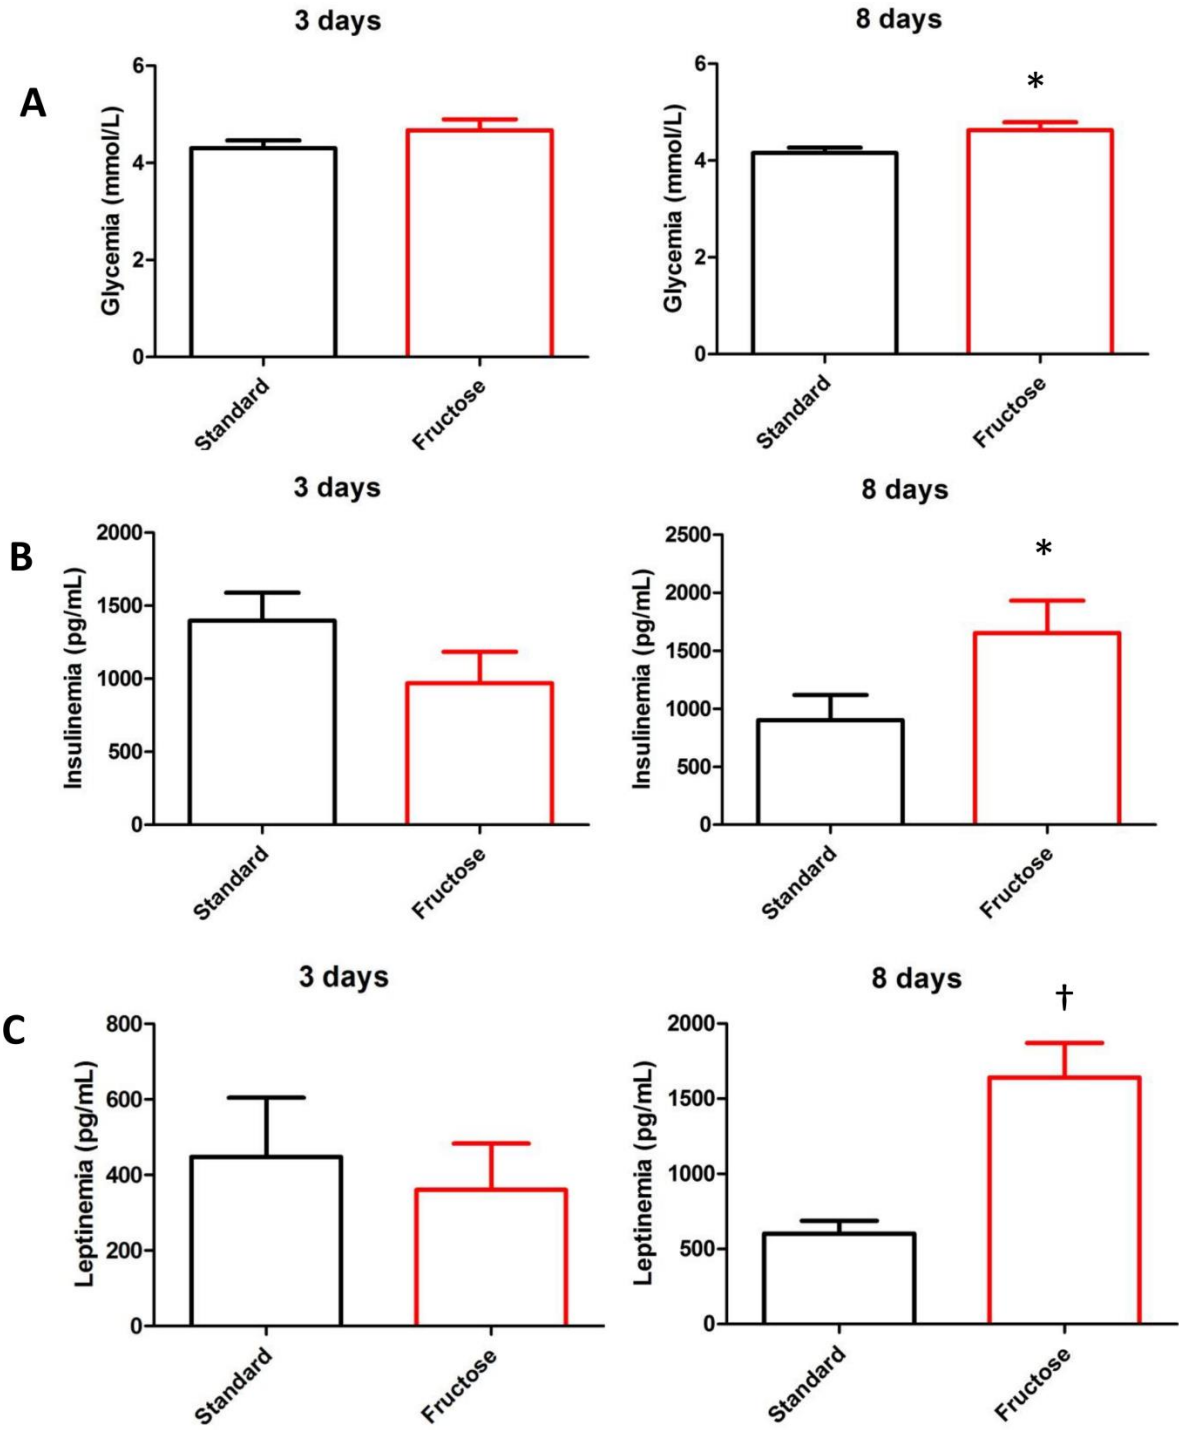 3 days
8 days
A
Glycemia (mmol/L)
6
4
2
0
Standard
Fructose
Glycemia (mmol/L)
6
*
4
2
0
Standard
Fructose
3 days
8 days
B
Insulinemia (pg/mL)
2000
1500
1000
500
0
Standard
Fructose
Insulinemia (pg/mL)
2500
*
2000
1500
1000
500
0
Standard
Fructose
3 days
8 days
C
Leptinemia (pg/mL)
800
600
400
200
0
Standard
Fructose
Leptinemia (pg/mL)
†
2000
1500
1000
500
0
Standard
Fructose